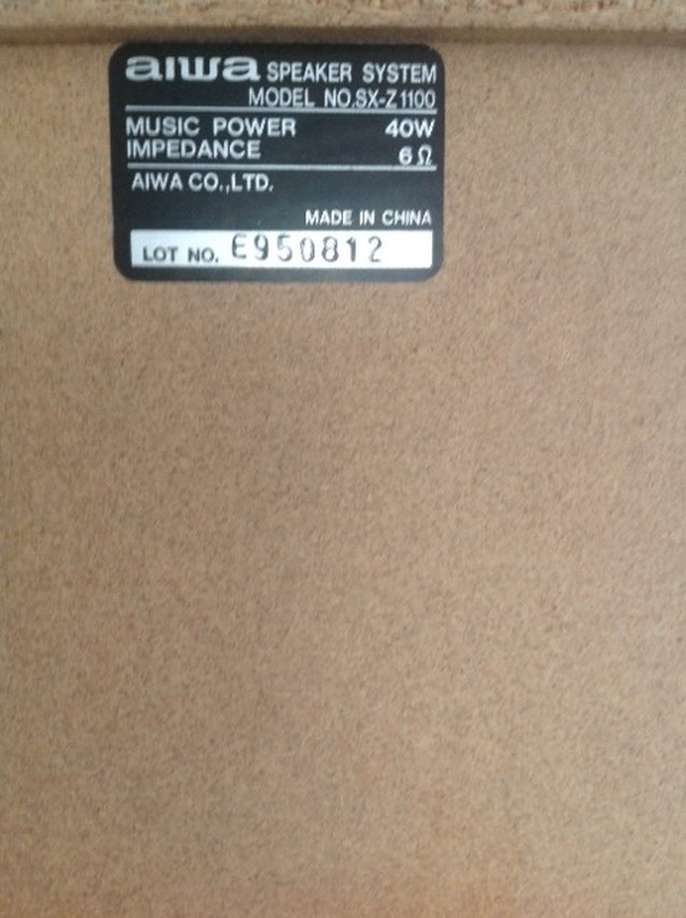 aiwa SPEAKER SYSTEM
MODEL NO.SX-Z1100
MUSIC POWER 40W
IMPEDANCE 6Ω
AIWA CO.,LTD.
MADE IN CHINA
LOT NO. E950812